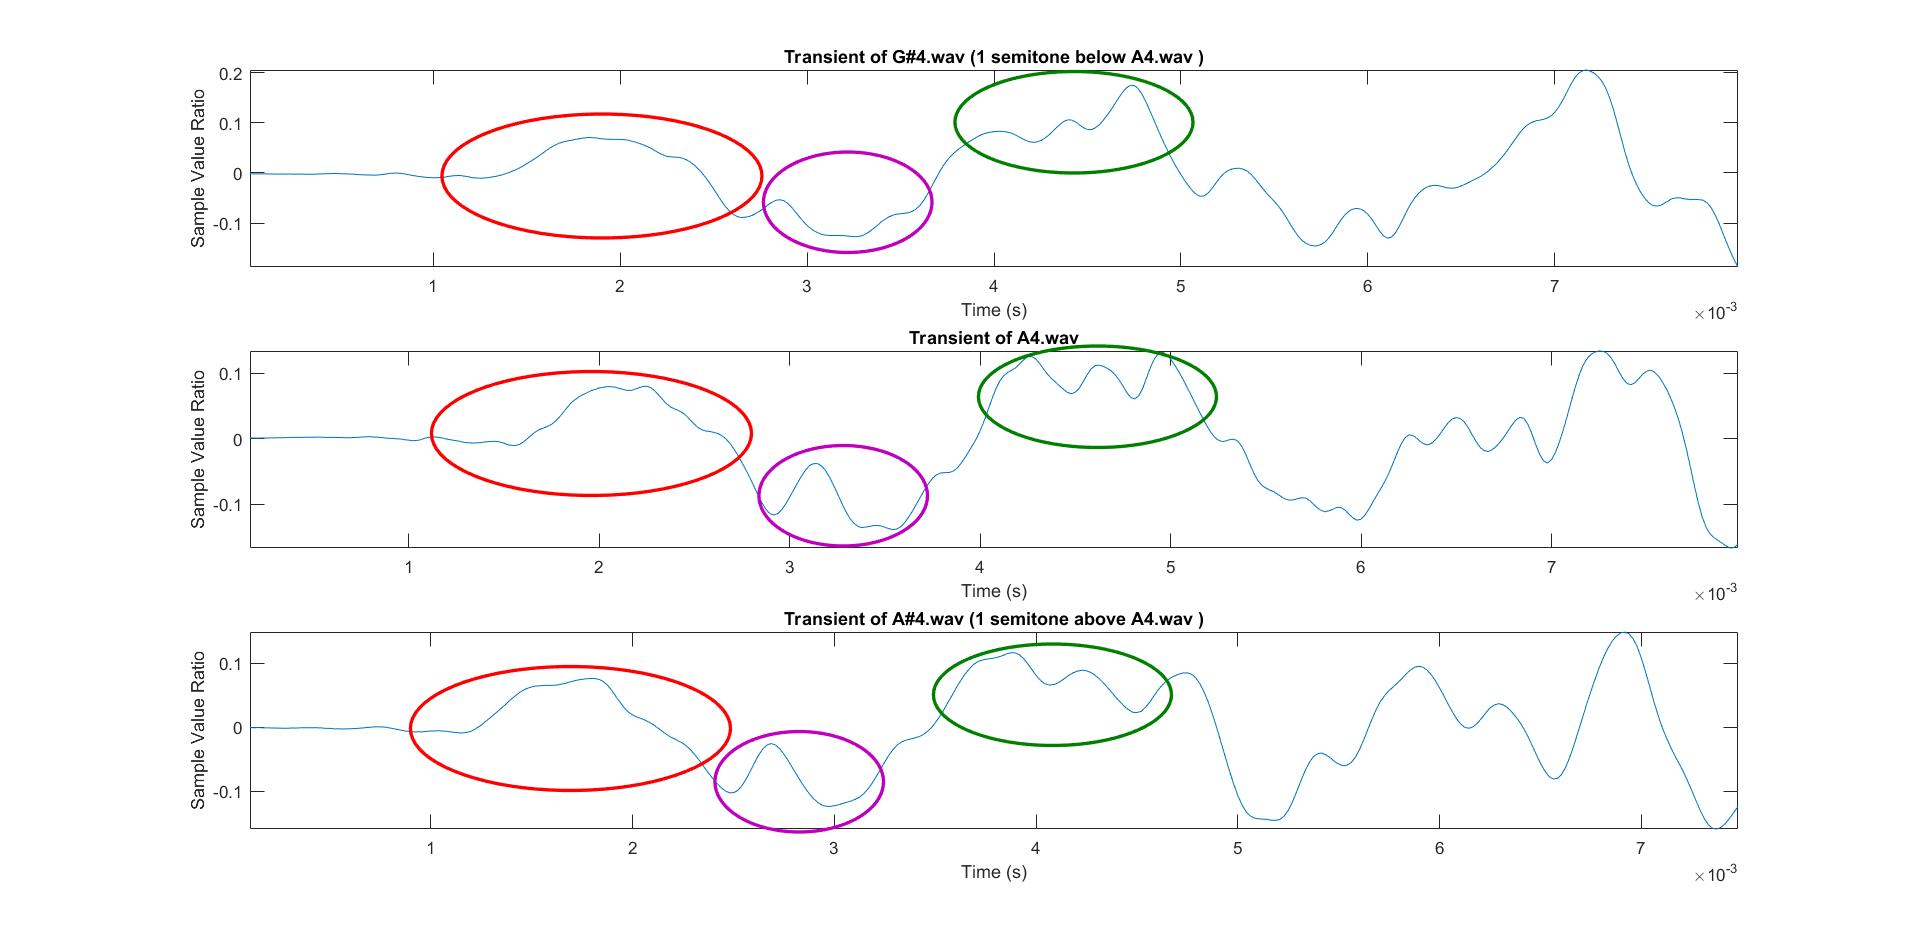 Transient of G#4.wav (1 semitone below A4.wav )
Sample Value Ratio
0.2
0.1
0
-0.1
1 2 3 4 5 6 7
Time (s)
×10-3
Transient of A4.wav
Sample Value Ratio
0.1
0
-0.1
1 2 3 4 5 6 7
Time (s)
×10-3
Transient of A#4.wav (1 semitone above A4.wav )
Sample Value Ratio
0.1
0
-0.1
1 2 3 4 5 6 7
Time (s)
×10-3